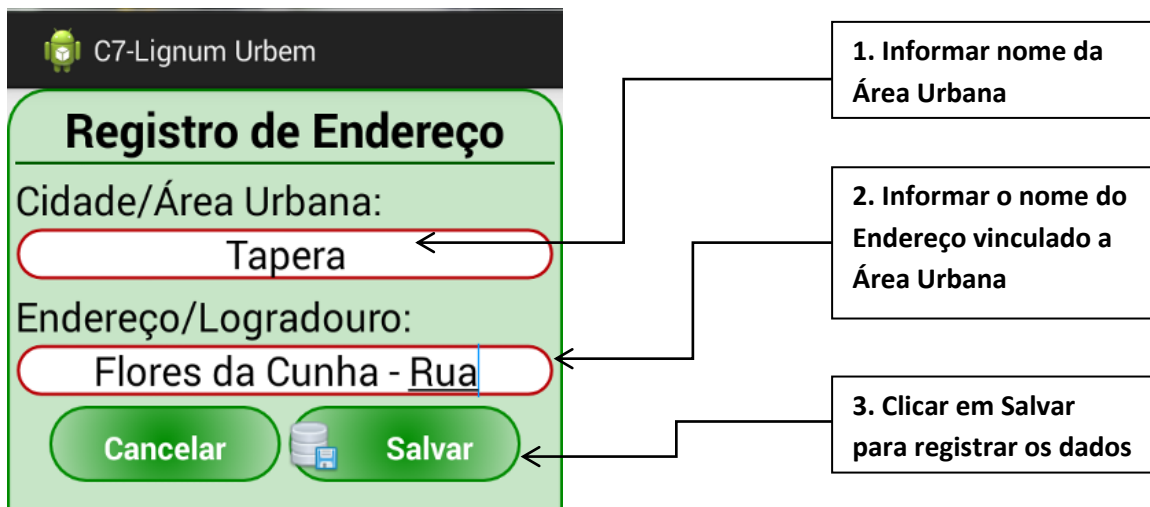 C7-Lignum Urbem
Registro de Endereço
Cidade/Área Urbana:
Tapera
Endereço/Logradouro:
Flores da Cunha - Rua
Cancelar
Salvar
1. Informar nome da
Área Urbana
2. Informar o nome do
Endereço vinculado a
Área Urbana
3. Clicar em Salvar
para registrar os dados